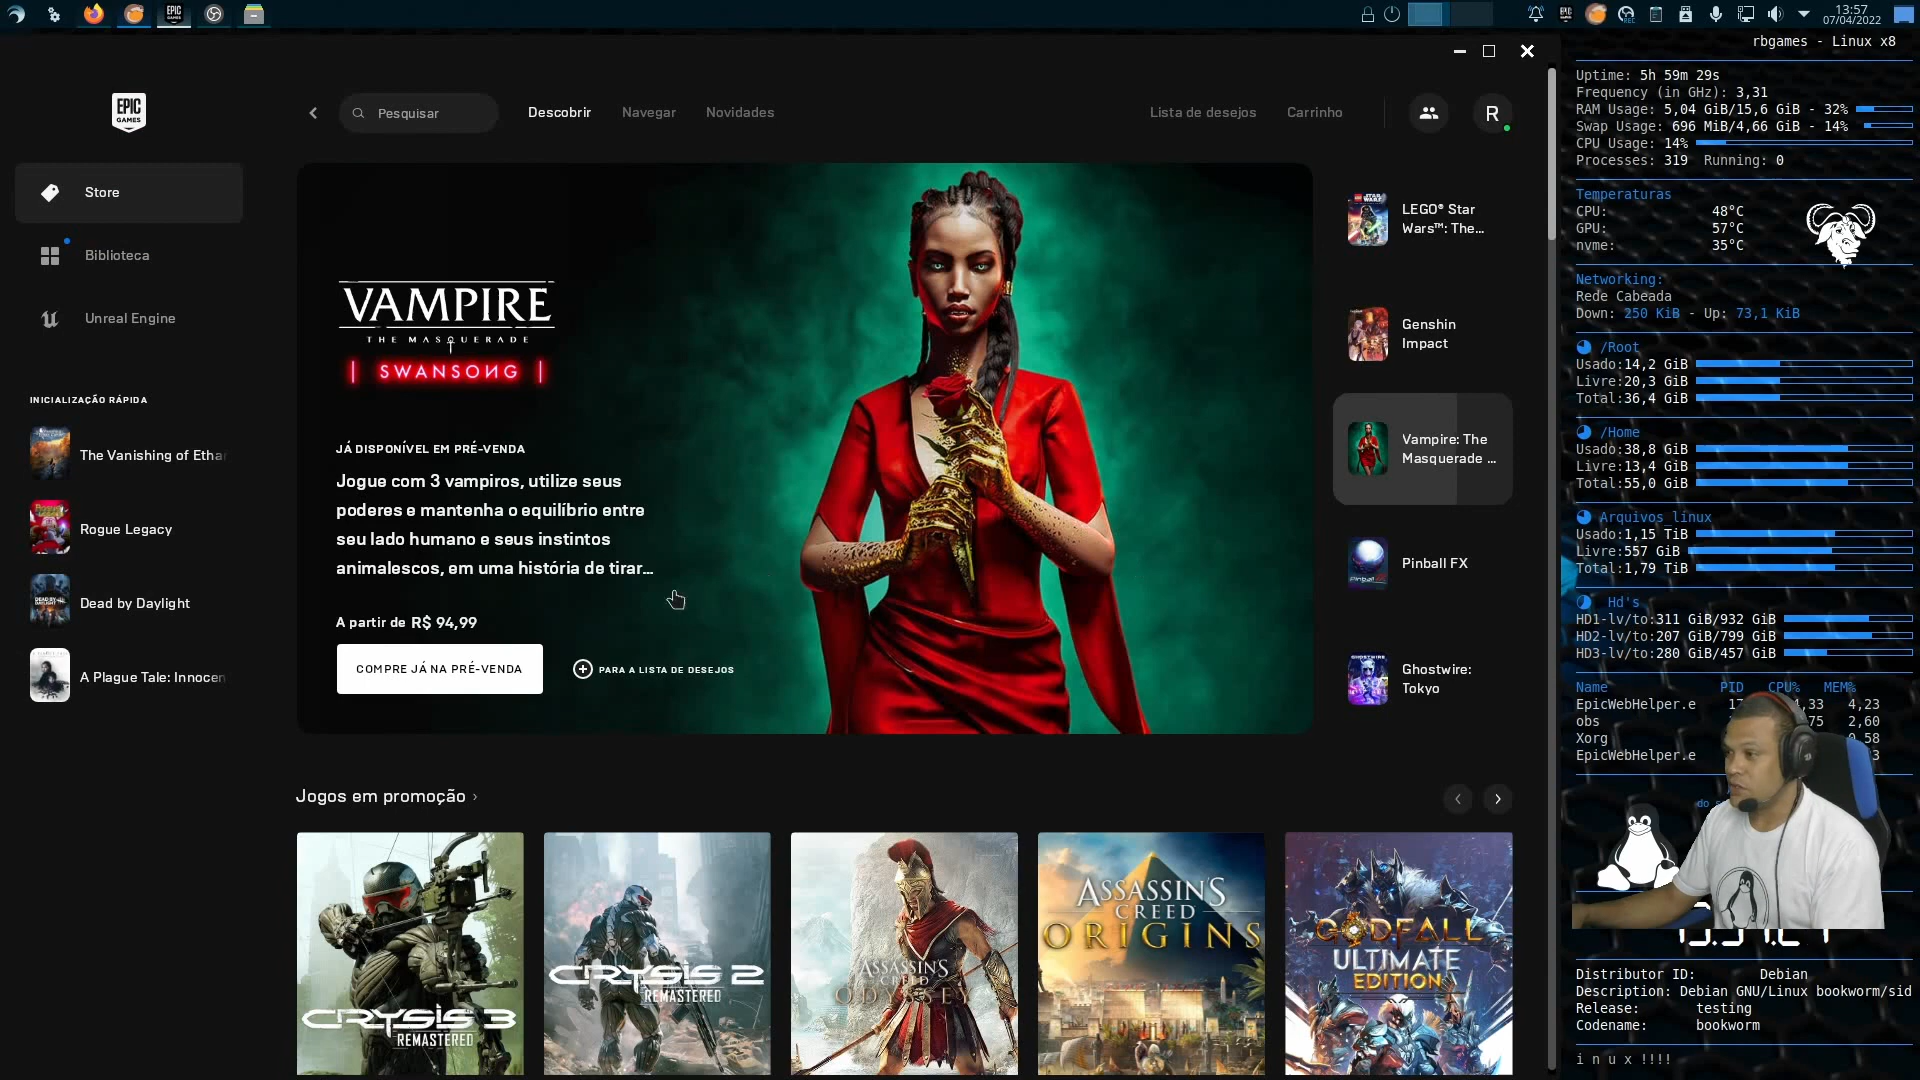 EPIC
GAMES
13:57
07/04/2022
rbgames - Linux x8
EPIC
GAMES
Pesquisar
Descobrir
Navegar
Novidades
Lista de desejos
Carrinho
R
Store
Biblioteca
Unreal Engine
INICIALIZAÇÃO RÁPIDA
The Vanishing of Ethan
Rogue Legacy
Dead by Daylight
A Plague Tale: Innocen
VAMPIRE
THE MASQUERADE
SWANSONG
JÁ DISPONÍVEL EM PRÉ-VENDA
Jogue com 3 vampiros, utilize seus
poderes e mantenha o equilíbrio entre
seu lado humano e seus instintos
animalescos, em uma história de tirar...
A partir de R$ 94,99
COMPRE JÁ NA PRÉ-VENDA
PARA A LISTA DE DESEJOS
LEGO® Star
Wars™: The...
Genshin
Impact
Vampire: The
Masquerade ...
Pinball FX
Ghostwire:
Tokyo
Jogos em promoção ›
CRYSIS 3
REMASTERED
CRYSIS 2
REMASTERED
ASSASSIN'S
CREED
ODYSSEY
ASSASSIN'S
CREED
ORIGINS
GODFALL
ULTIMATE
EDITION
Uptime: 5h 59m 29s
Frequency (in GHz): 3,31
RAM Usage: 5,04 GiB/15,6 GiB - 32%
Swap Usage: 696 MiB/4,66 GiB - 14%
CPU Usage: 14%
Processes: 319 Running: 0
Temperaturas
CPU: 48°C
GPU: 57°C
nvme: 35°C
Networking:
Rede Cabeada
Down: 250 KiB - Up: 73,1 KiB
/Root
Usado:14,2 GiB
Livre:20,3 GiB
Total:36,4 GiB
/Home
Usado:38,8 GiB
Livre:13,4 GiB
Total:55,0 GiB
Arquivos_linux
Usado:1,15 TiB
Livre:557 GiB
Total:1,79 TiB
Hd's
HD1-lv/to:311 GiB/932 GiB
HD2-lv/to:207 GiB/799 GiB
HD3-lv/to:280 GiB/457 GiB
Name PID CPU% MEM%
EpicWebHelper.e 17 ,33 4,23
obs 75 2,60
Xorg 0,58
EpicWebHelper.e 3
do s
Distributor ID: Debian
Description: Debian GNU/Linux bookworm/sid
Release: testing
Codename: bookworm
i n u x !!!!